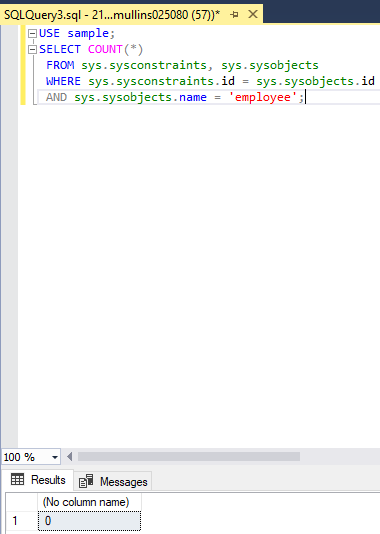 SQLQuery3.sql - 21...mullins025080 (57))*
USE sample;
SELECT COUNT(*)
FROM sys.sysconstraints, sys.sysobjects
WHERE sys.sysconstraints.id = sys.sysobjects.id
AND sys.sysobjects.name = 'employee';
100 %
Results Messages
(No column name)
1 0